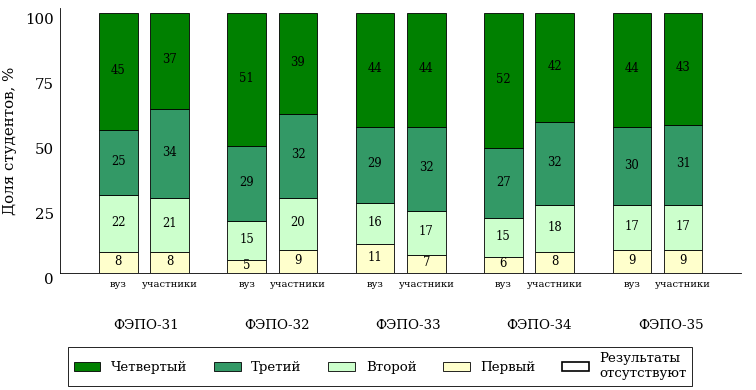 Доля студентов, %
100
75
50
25
0
45 37 51 39 44 44 52 42 44 43
25 34 29 32 29 32 27 32 30 31
22 21 15 20 16 17 15 18 17 17
8 8 5 9 11 7 6 8 9 9
вуз участники вуз участники вуз участники вуз участники вуз участники
ФЭПО-31 ФЭПО-32 ФЭПО-33 ФЭПО-34 ФЭПО-35
Четвертый Третий Второй Первый Результаты
отсутствуют